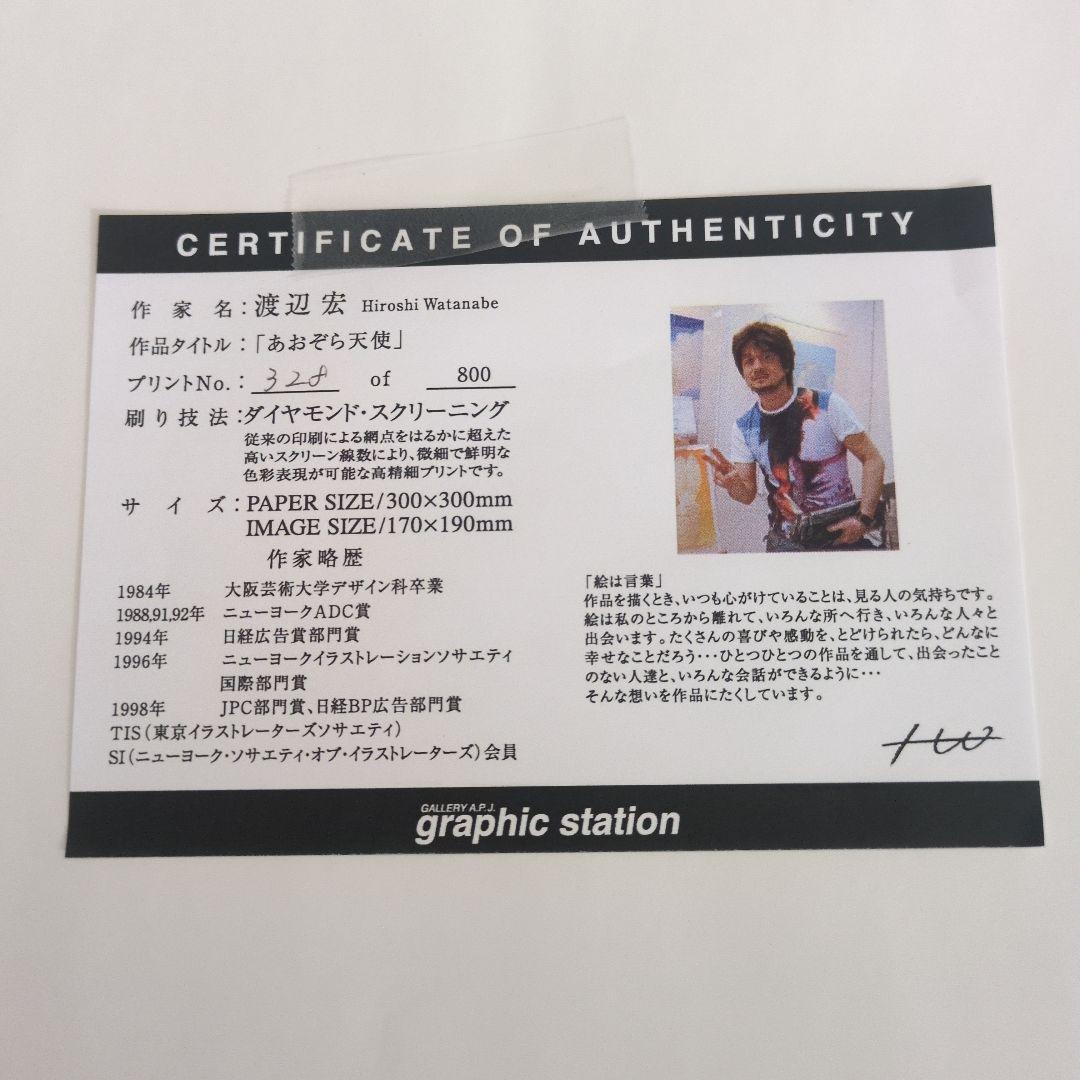 CERTIFICATE OF AUTHENTICITY
作家名：渡辺 宏 Hiroshi Watanabe
作品タイトル：「あおぞら天使」
プリントNo.：328 of 800
刷り技法：ダイヤモンド・スクリーニング
従来の印刷による網点をはるかに超えた
高いスクリーン線数により、微細で鮮明な
色彩表現が可能な高精細プリントです。
サイズ：PAPER SIZE/300×300mm
IMAGE SIZE/170×190mm
作家略歴
1984年 大阪芸術大学デザイン科卒業
1988,91,92年 ニューヨークADC賞
1994年 日経広告賞部門賞
1996年 ニューヨークイラストレーションソサエティ
国際部門賞
1998年 JPC部門賞、日経BP広告部門賞
TIS（東京イラストレーターズソサエティ）
SI（ニューヨーク・ソサエティ・オブ・イラストレーターズ）会員
「絵は言葉」
作品を描くとき、いつも心がけていることは、見る人の気持ちです。
絵は私のところから離れて、いろんな所へ行き、いろんな人々と
出会います。たくさんの喜びや感動を、とどけられたら、どんなに
幸せなことだろう・・・ひとつひとつの作品を通して、出会ったこと
のない人達と、いろんな会話ができるように・・・
そんな想いを作品にたくしています。
HW
GALLERY A.P.J.
graphic station